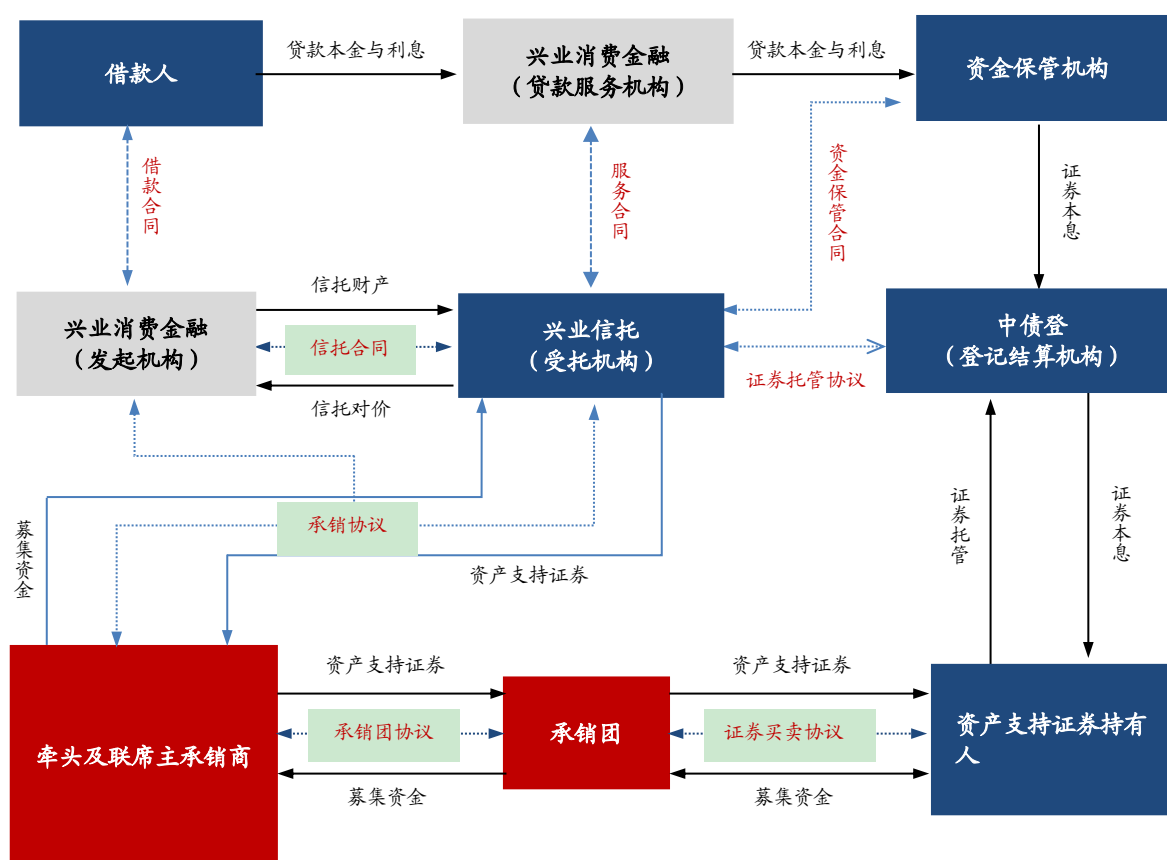 借款人
贷款本金与利息
兴业消费金融
（贷款服务机构）
贷款本金与利息
资金保管机构
借款合同
服务合同
资金保管合同
证券本息
兴业消费金融
（发起机构）
信托财产
信托合同
信托对价
兴业信托
（受托机构）
证券托管协议
中债登
（登记结算机构）
募集资金
承销协议
资产支持证券
证券托管
证券本息
牵头及联席主承销商
资产支持证券
承销团协议
募集资金
承销团
资产支持证券
证券买卖协议
募集资金
资产支持证券持有
人